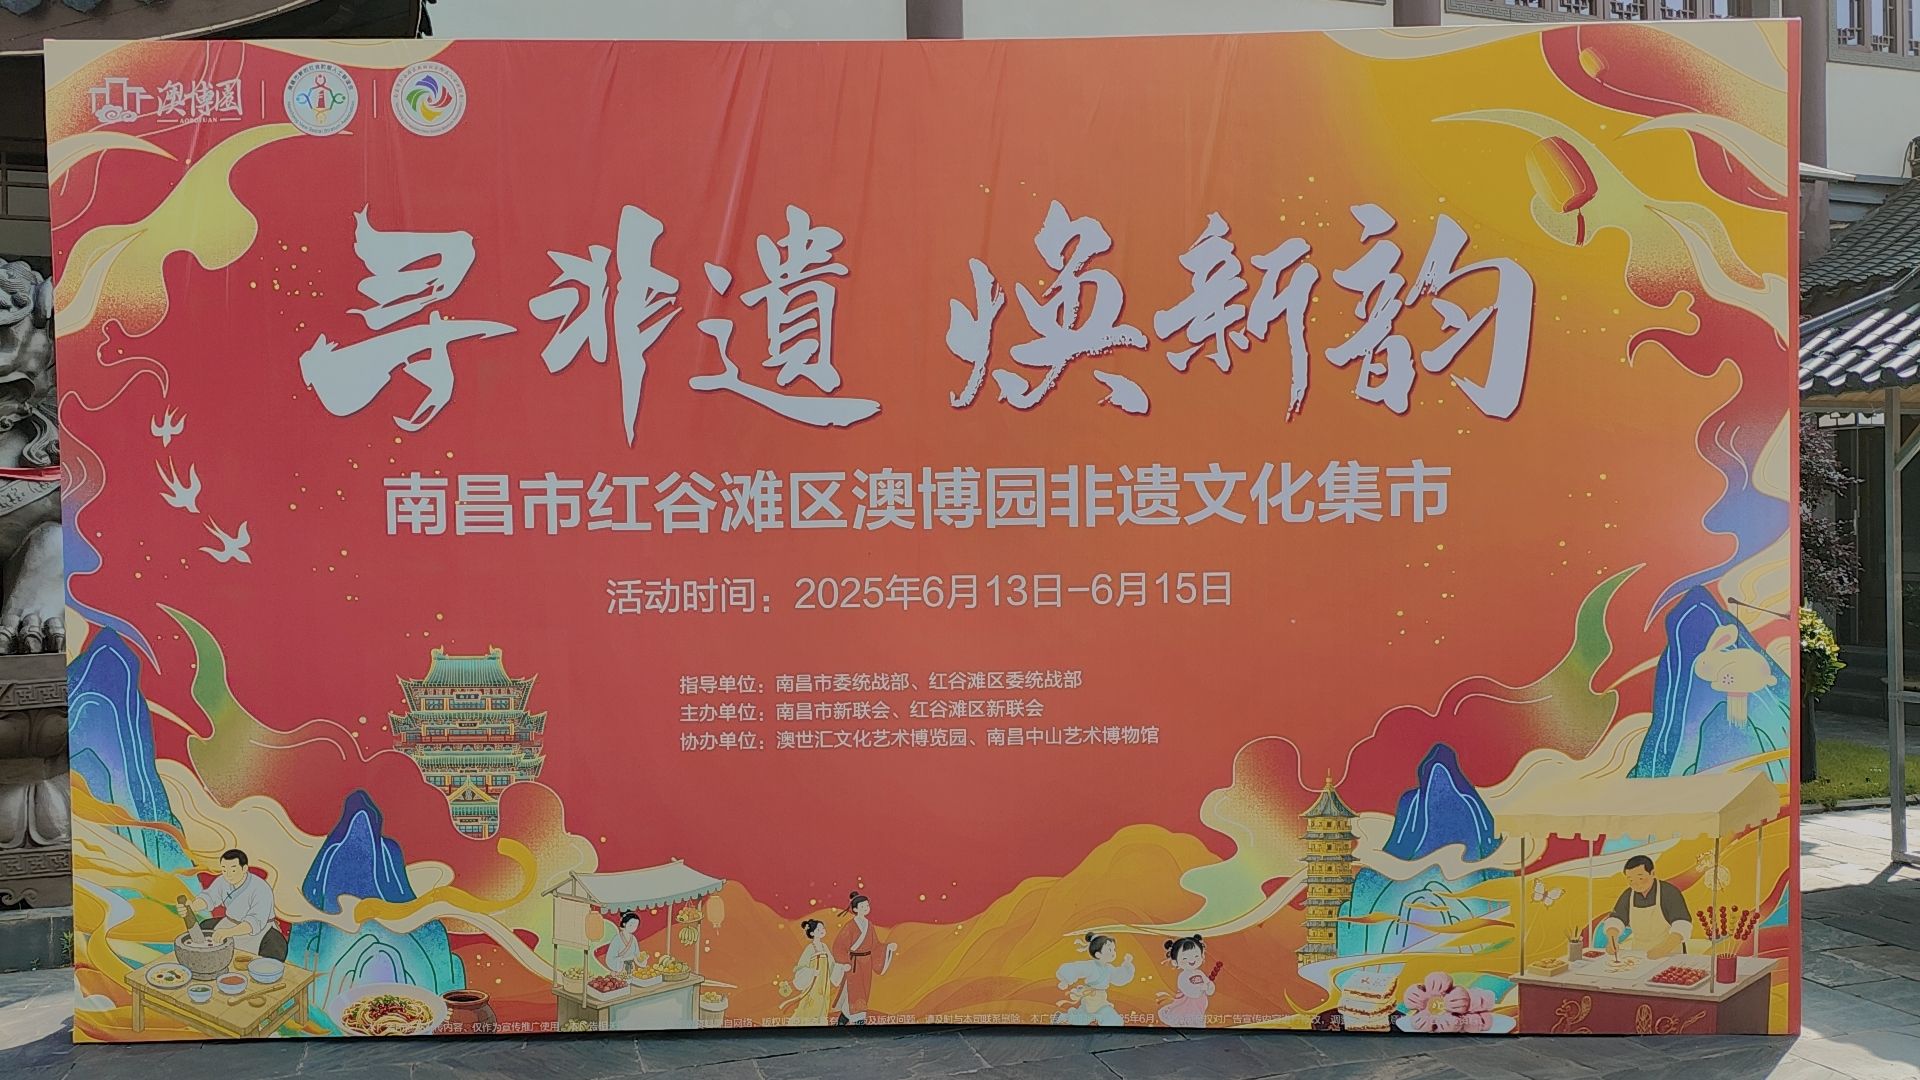 澳博園
AOBOYUAN
寻非遺 焕新韵
南昌市红谷滩区澳博园非遗文化集市
活动时间：2025年6月13日-6月15日
指导单位：南昌市委统战部、红谷滩区委统战部
主办单位：南昌市新联会、红谷滩区新联会
协办单位：澳世汇文化艺术博览园、南昌中山艺术博物馆